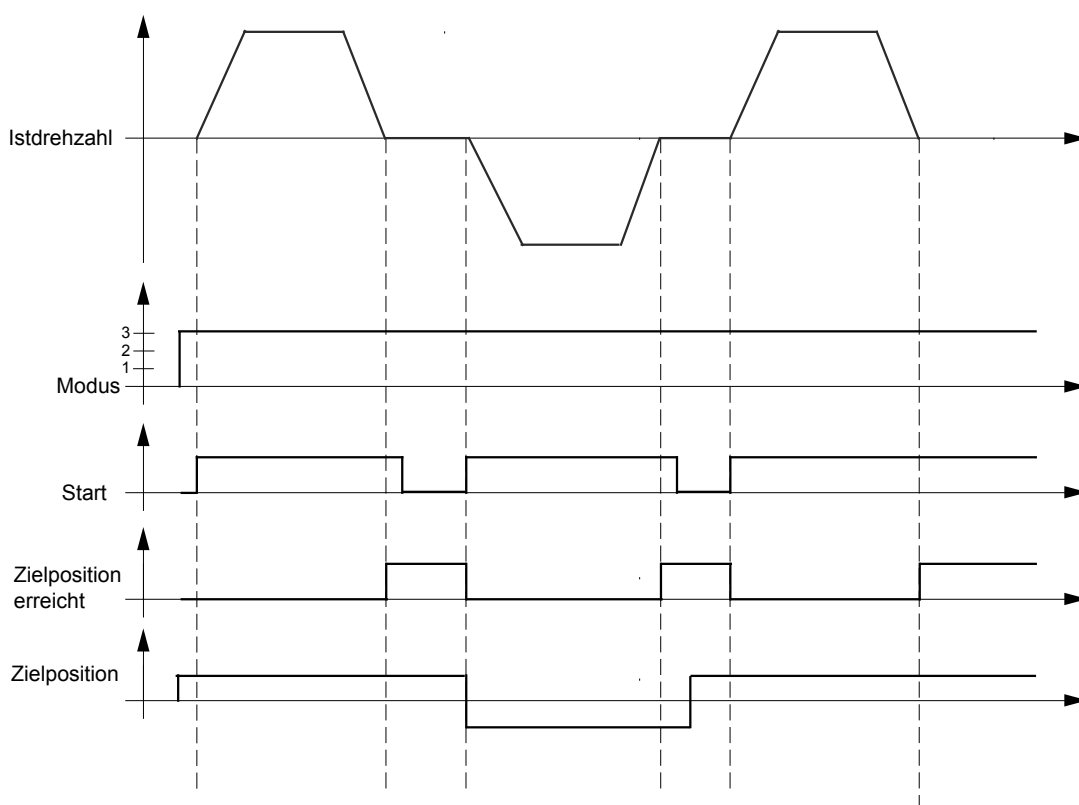 Istdrehzahl
3
2
1
Modus
Start
Zielposition
erreicht
Zielposition